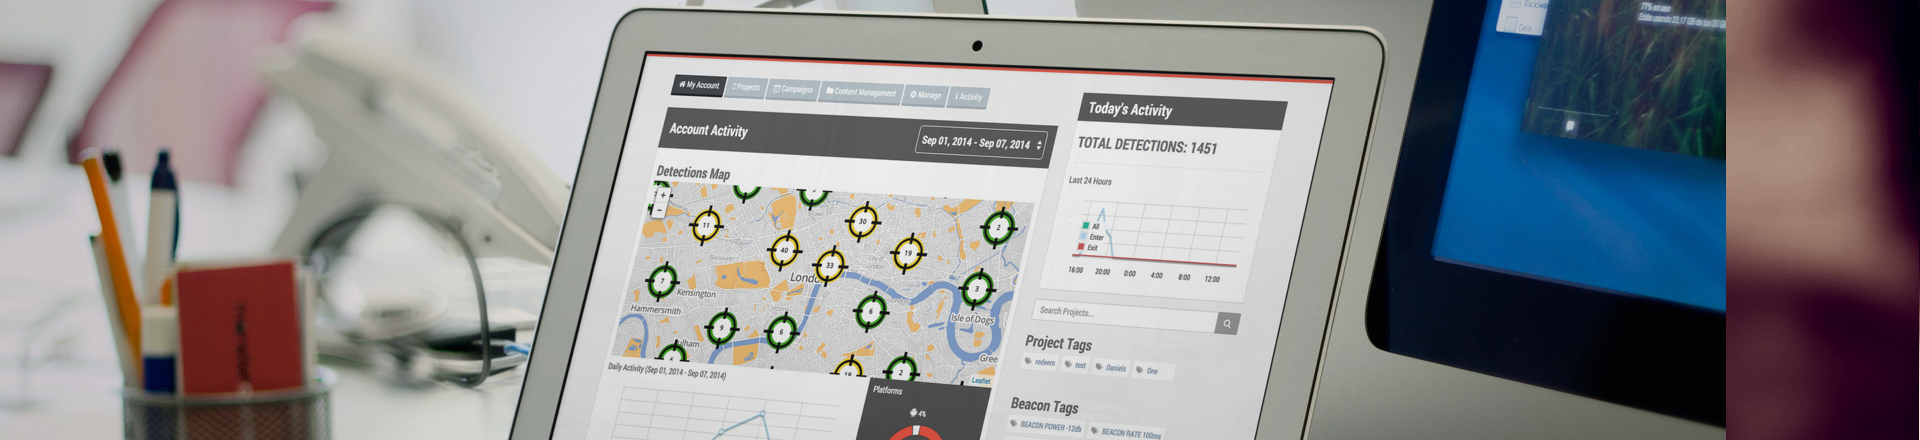 My Account
Projects
Campaigns
Content Management
Manage
Activity
Account Activity
Sep 01, 2014 - Sep 07, 2014
Detections Map
+
-
11
30
2
40
33
19
7
3
6
9
6
2
Kensington
Hammersmith
Isle of Dogs
Leaflet
Daily Activity (Sep 01, 2014 - Sep 07, 2014)
Platforms
4%
Today's Activity
TOTAL DETECTIONS: 1451
Last 24 Hours
All
Enter
Exit
16:00 20:00 0:00 4:00 8:00 12:00
Search Projects...
Project Tags
redeem test Daniels One
Beacon Tags
BEACON POWER -12db BEACON RATE 100ms
77% en uso